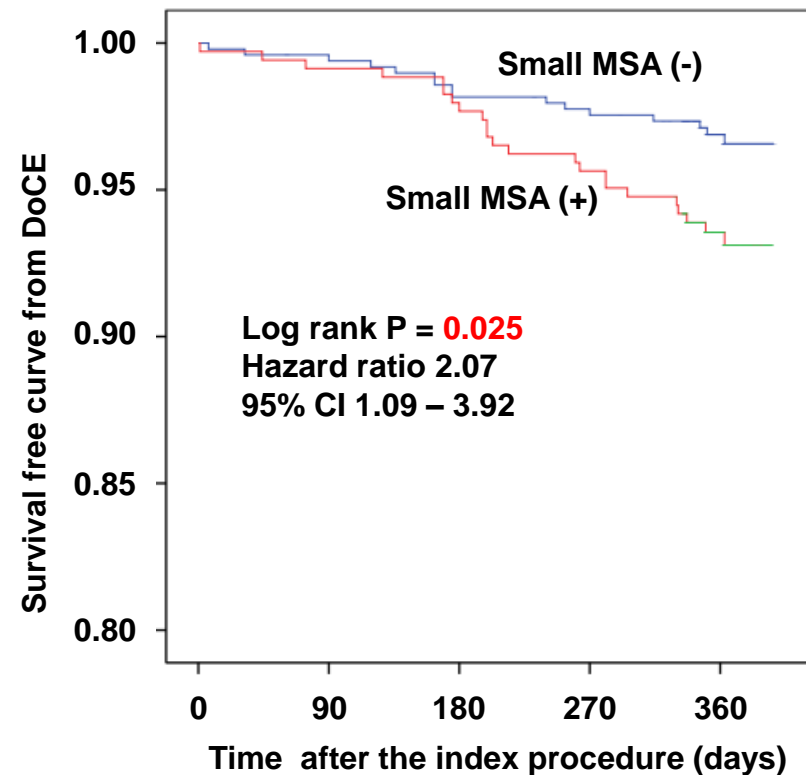 Survival free curve from DoCE
1.00
0.95
0.90
0.85
0.80
Small MSA (-)
Small MSA (+)
Log rank P = 0.025
Hazard ratio 2.07
95% CI 1.09 – 3.92
0 90 180 270 360
Time after the index procedure (days)